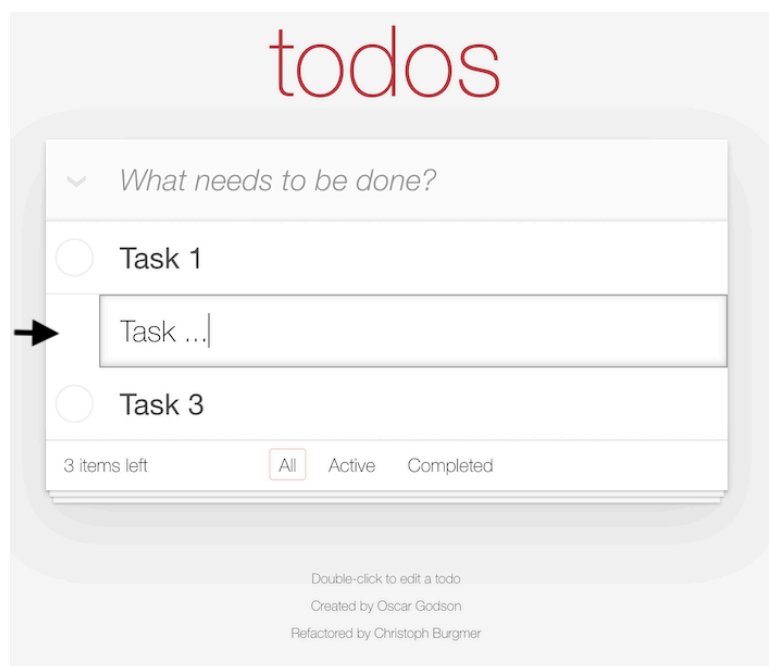 todos
What needs to be done?
Task 1
Task ...
Task 3
3 items left All Active Completed
Double-click to edit a todo
Created by Oscar Godson
Refactored by Christoph Burgmer